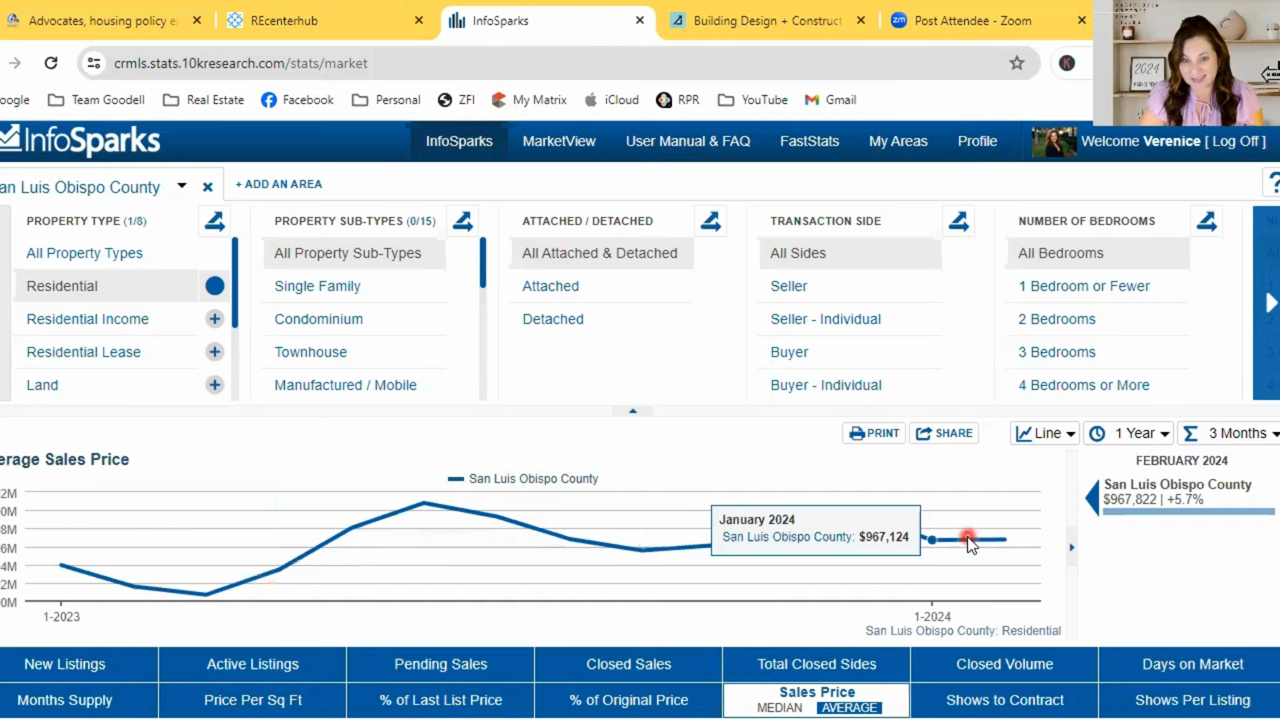 Advocates, housing policy e
REcenterhub
InfoSparks
Building Design + Construct
zm Post Attendee - Zoom
crmls.stats.10kresearch.com/stats/market
K
2024
oogle
Team Goodell
Real Estate
Facebook
Personal
ZFI
My Matrix
iCloud
RPR
YouTube
Gmail
InfoSparks
InfoSparks
MarketView
User Manual & FAQ
FastStats
My Areas
Profile
Welcome Verenice [ Log Off ]
an Luis Obispo County
+ ADD AN AREA
?
PROPERTY TYPE (1/8)
All Property Types
Residential
Residential Income
Residential Lease
Land
PROPERTY SUB-TYPES (0/15)
All Property Sub-Types
Single Family
Condominium
Townhouse
Manufactured / Mobile
ATTACHED / DETACHED
All Attached & Detached
Attached
Detached
TRANSACTION SIDE
All Sides
Seller
Seller - Individual
Buyer
Buyer - Individual
NUMBER OF BEDROOMS
All Bedrooms
1 Bedroom or Fewer
2 Bedrooms
3 Bedrooms
4 Bedrooms or More
PRINT
SHARE
Line
1 Year
3 Months
erage Sales Price
San Luis Obispo County
2M
0M
8M
6M
4M
2M
0M
January 2024
San Luis Obispo County: $967,124
1-2023
1-2024
San Luis Obispo County: Residential
FEBRUARY 2024
San Luis Obispo County
$967,822 | +5.7%
New Listings
Active Listings
Pending Sales
Closed Sales
Total Closed Sides
Closed Volume
Days on Market
Months Supply
Price Per Sq Ft
% of Last List Price
% of Original Price
Sales Price
MEDIAN AVERAGE
Shows to Contract
Shows Per Listing